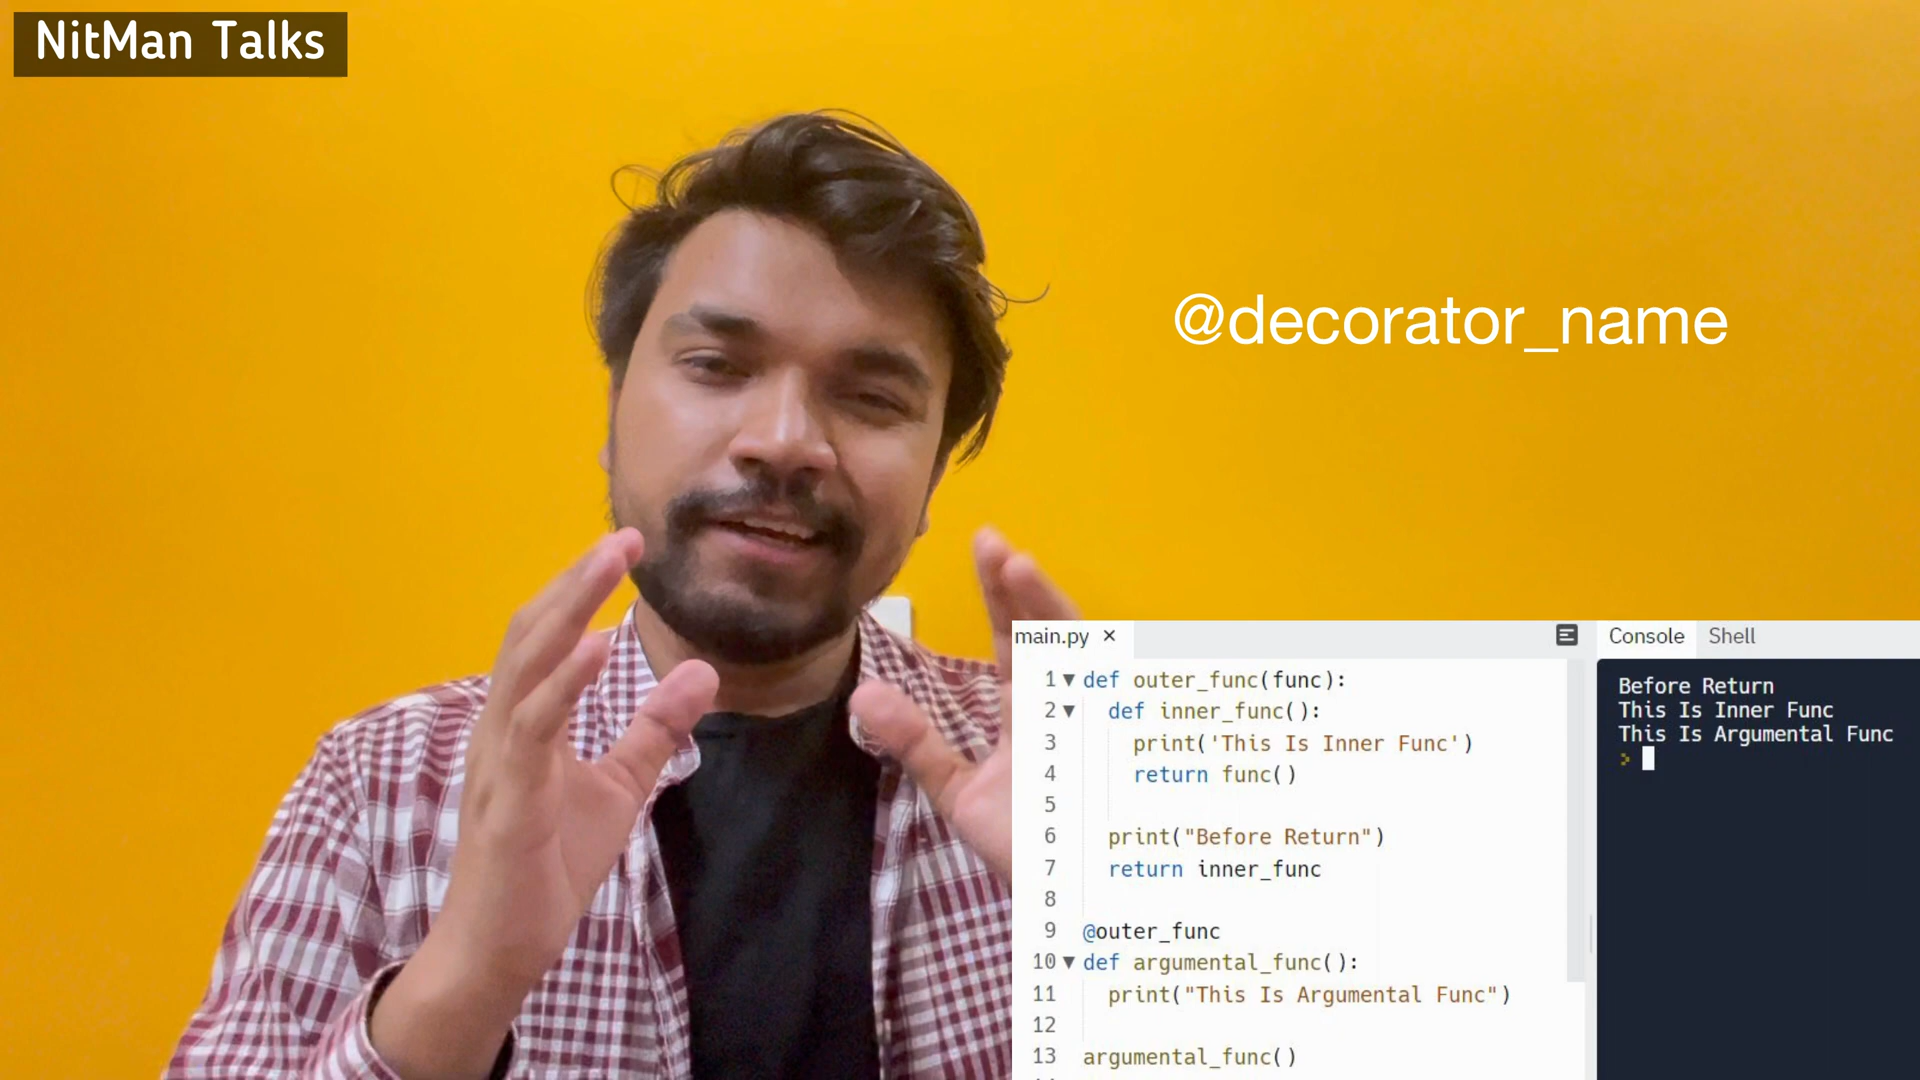 NitMan Talks
@decorator_name
main.py ×
Console Shell
1 def outer_func(func):
2 def inner_func():
3 print('This Is Inner Func')
4 return func()
5
6 print("Before Return")
7 return inner_func
8
9 @outer_func
10 def argumental_func():
11 print("This Is Argumental Func")
12
13 argumental_func()
Before Return
This Is Inner Func
This Is Argumental Func
>